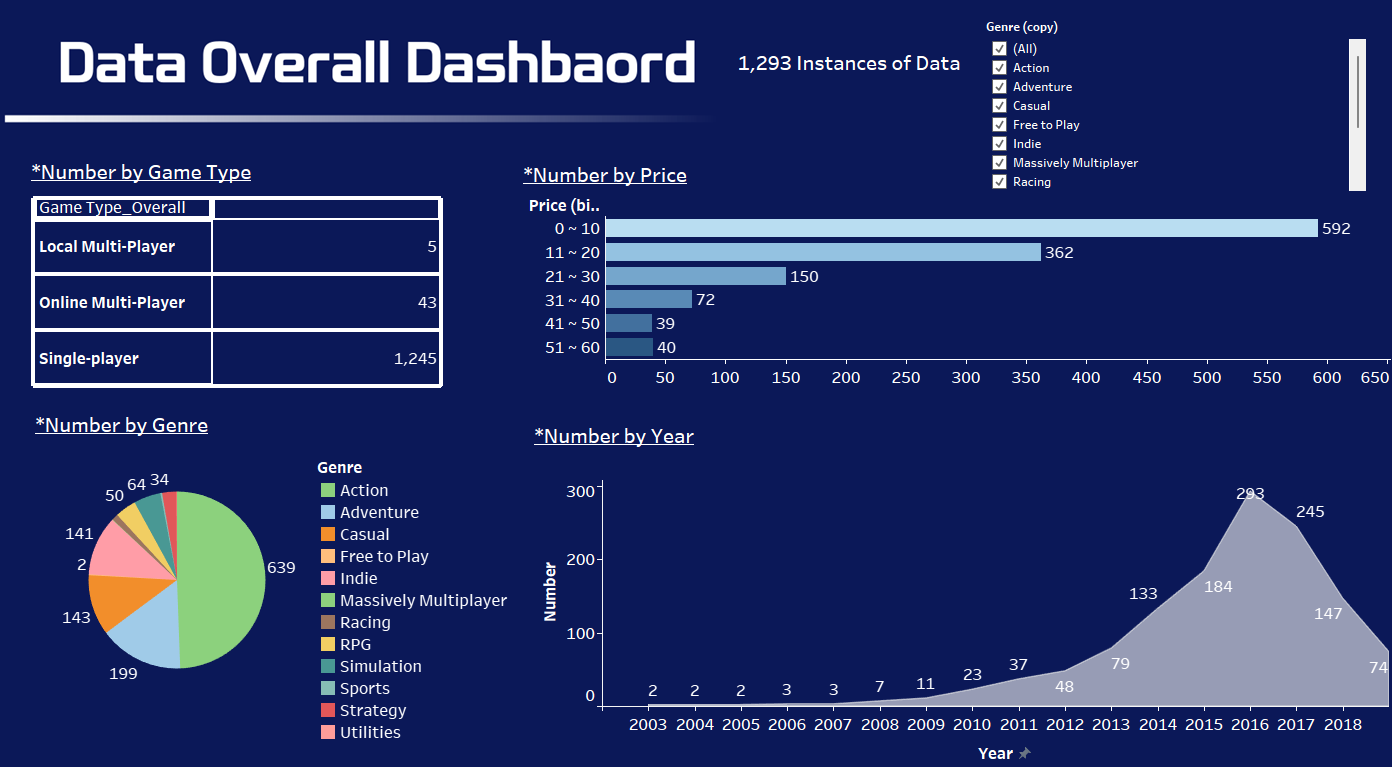 Data Overall Dashbaord
1,293 Instances of Data
Genre (copy)
(All)
Action
Adventure
Casual
Free to Play
Indie
Massively Multiplayer
Racing
*Number by Game Type
Game Type_Overall
Local Multi-Player 5
Online Multi-Player 43
Single-player 1,245
*Number by Price
Price (bi..
0 ~ 10 592
11 ~ 20 362
21 ~ 30 150
31 ~ 40 72
41 ~ 50 39
51 ~ 60 40
0 50 100 150 200 250 300 350 400 450 500 550 600 650
*Number by Genre
34
64
50
141
2
143
199
639
Genre
Action
Adventure
Casual
Free to Play
Indie
Massively Multiplayer
Racing
RPG
Simulation
Sports
Strategy
Utilities
*Number by Year
Number
300
200
100
0
2 2 2 3 3 7 11 23 37 48 79 133 184 293 245 147 74
2003 2004 2005 2006 2007 2008 2009 2010 2011 2012 2013 2014 2015 2016 2017 2018
Year